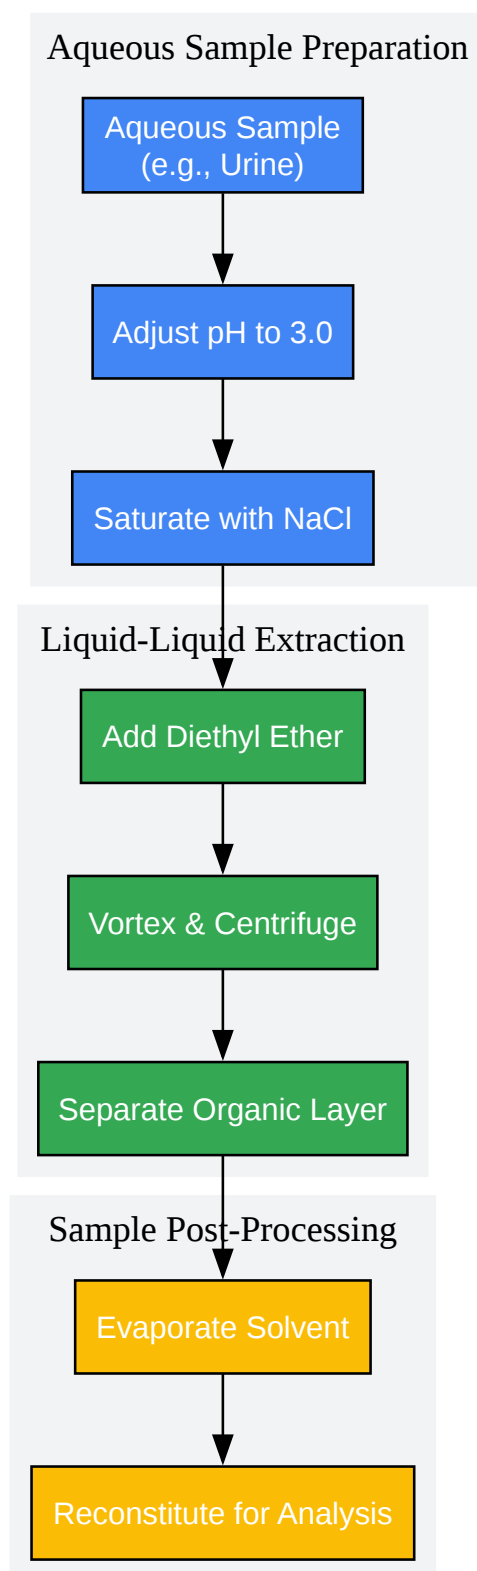 Aqueous Sample Preparation
Aqueous Sample
(e.g., Urine)
Adjust pH to 3.0
Saturate with NaCl
Liquid-Liquid Extraction
Add Diethyl Ether
Vortex & Centrifuge
Separate Organic Layer
Sample Post-Processing
Evaporate Solvent
Reconstitute for Analysis